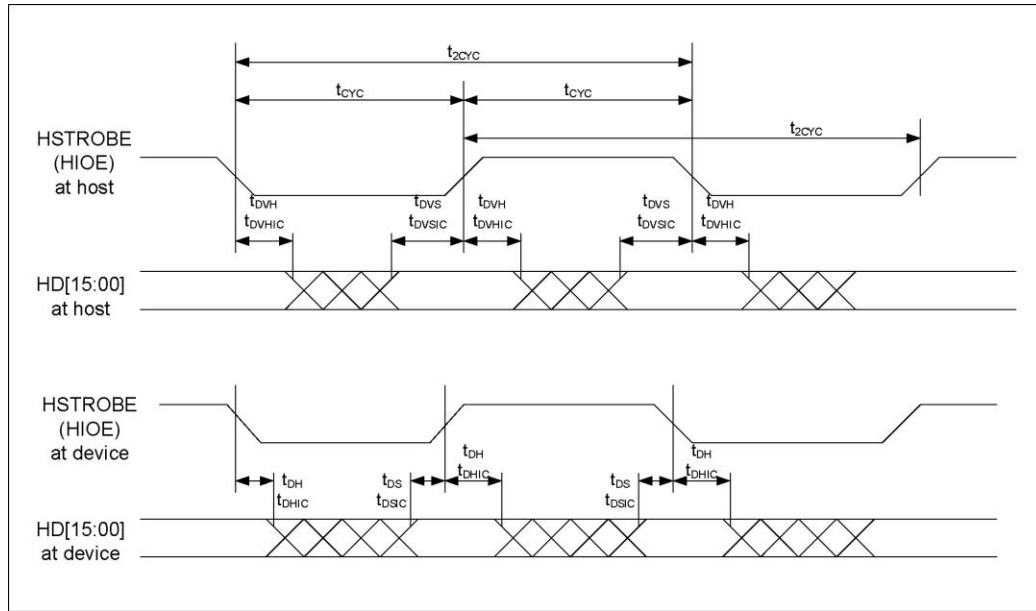 t2CYC
tCYC tCYC
t2CYC
HSTROBE
(HIOE)
at host
tDVH tDVS tDVH tDVS tDVH
tDVHIC tDVSIC tDVHIC tDVSIC tDVHIC
HD[15:00]
at host
HSTROBE
(HIOE)
at device
tDH tDH
tDHIC tDHIC
tDH tDS tDS
tDHIC tDSIC tDSIC
HD[15:00]
at device